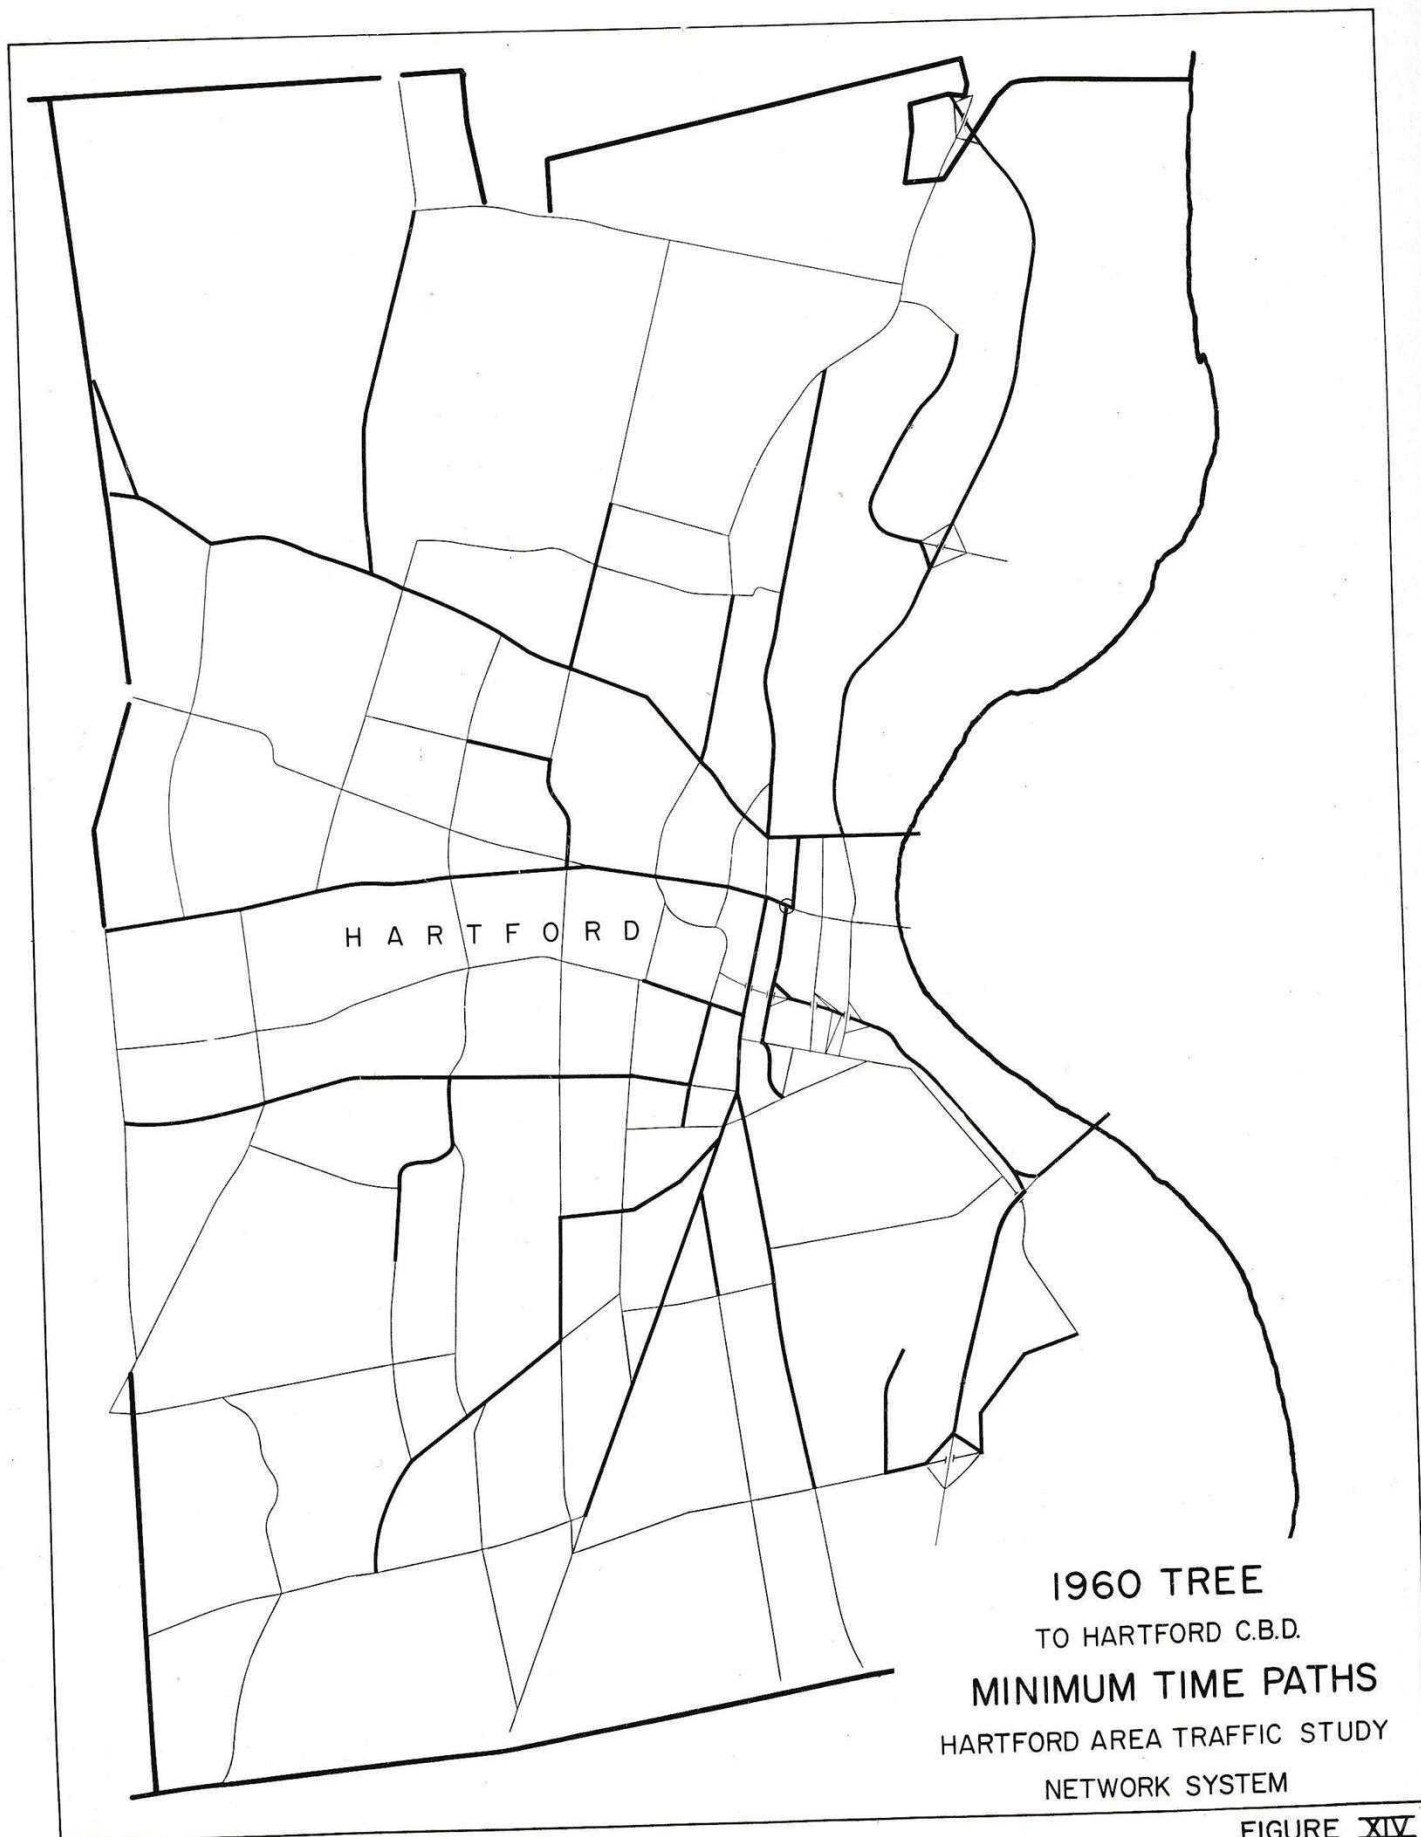 HARTFORD
1960 TREE
TO HARTFORD C.B.D.
MINIMUM TIME PATHS
HARTFORD AREA TRAFFIC STUDY
NETWORK SYSTEM
FIGURE XIV